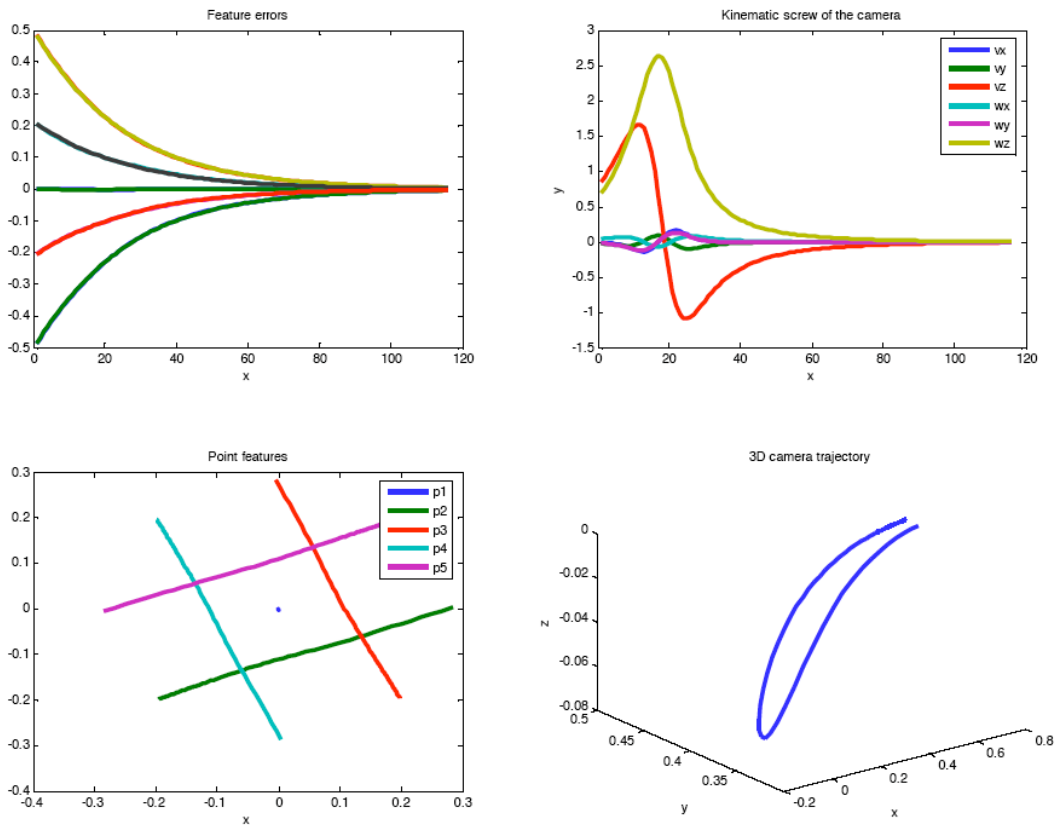 Feature errors
0.5
0.4
0.3
0.2
0.1
0
-0.1
-0.2
-0.3
-0.4
-0.5
0 20 40 60 80 100 120
x
Kinematic screw of the camera
3
2.5
2
1.5
1
0.5
0
-0.5
-1
-1.5
y
vx
vy
vz
wx
wy
wz
0 20 40 60 80 100 120
x
Point features
0.3
0.2
0.1
0
-0.1
-0.2
-0.3
-0.4
p1
p2
p3
p4
p5
-0.4 -0.3 -0.2 -0.1 0 0.1 0.2 0.3
x
3D camera trajectory
0
-0.02
-0.04
-0.06
-0.08
z
0.5
0.45
0.4
0.35
y
-0.2
0
0.2
0.4
0.6
0.8
x